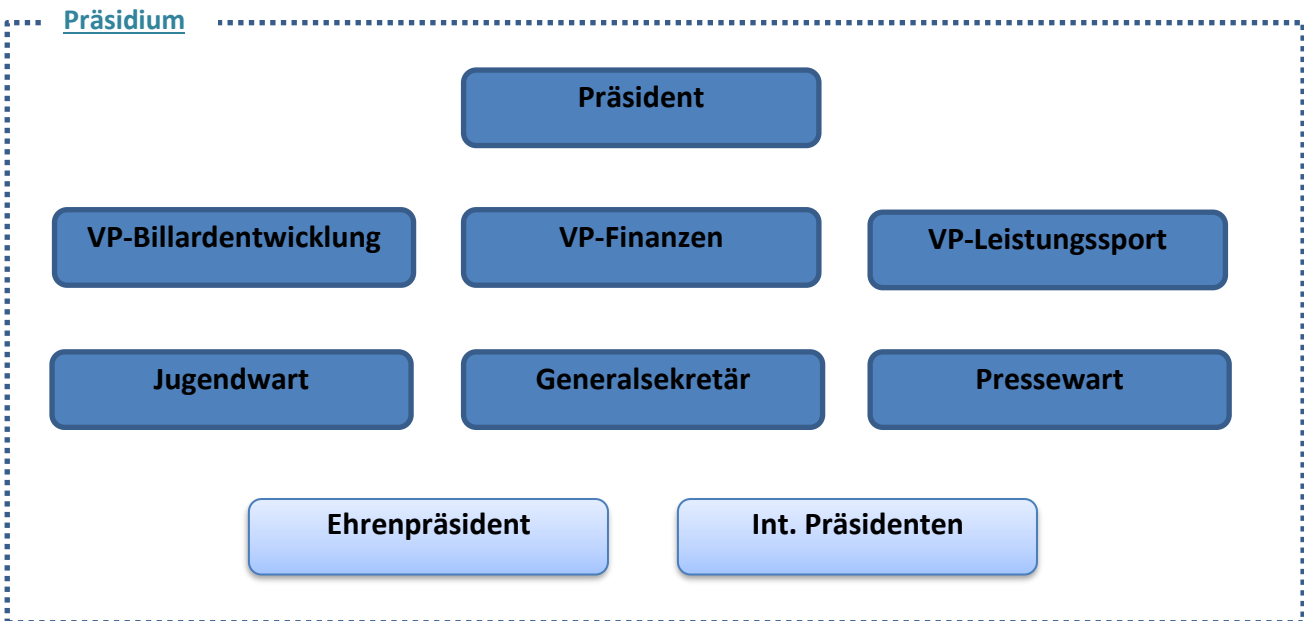 Präsidium
Präsident
VP-Billardentwicklung
VP-Finanzen
VP-Leistungssport
Jugendwart
Generalsekretär
Pressewart
Ehrenpräsident
Int. Präsidenten